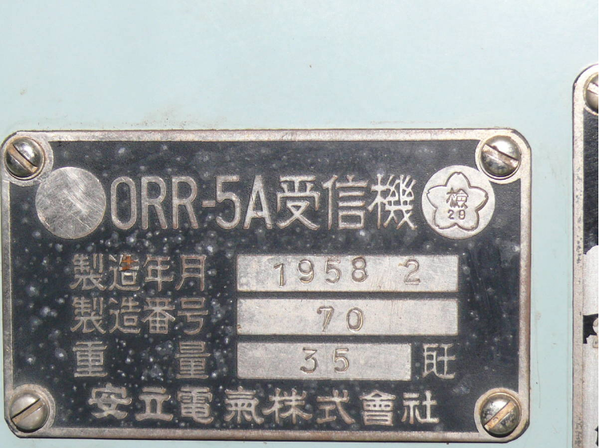 ORR-5A受信機 檢 28
製造年月 1958 2
製造番号 70
重量 35 瓩
安立電氣株式會社